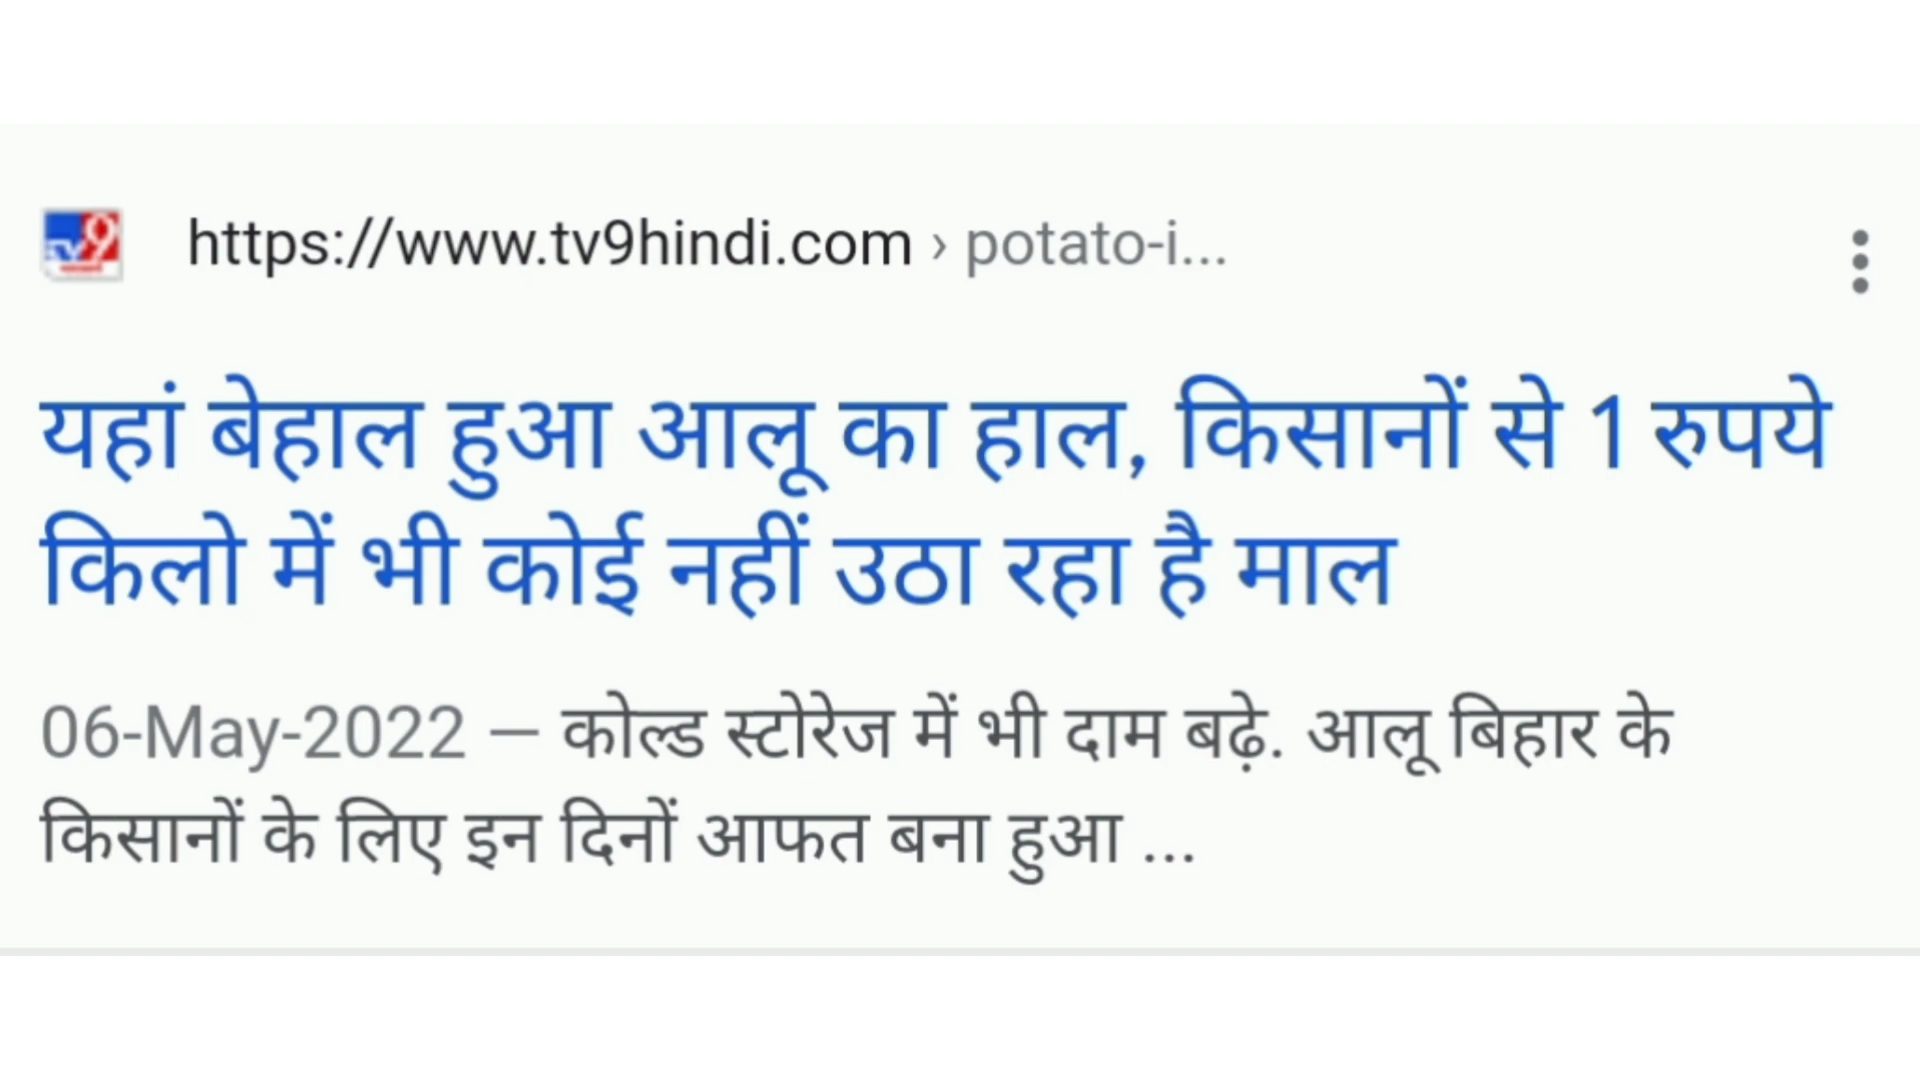 TV9
https://www.tv9hindi.com › potato-i...
यहां बेहाल हुआ आलू का हाल, किसानों से 1 रुपये
किलो में भी कोई नहीं उठा रहा है माल
06-May-2022 — कोल्ड स्टोरेज में भी दाम बढ़े. आलू बिहार के
किसानों के लिए इन दिनों आफत बना हुआ ...